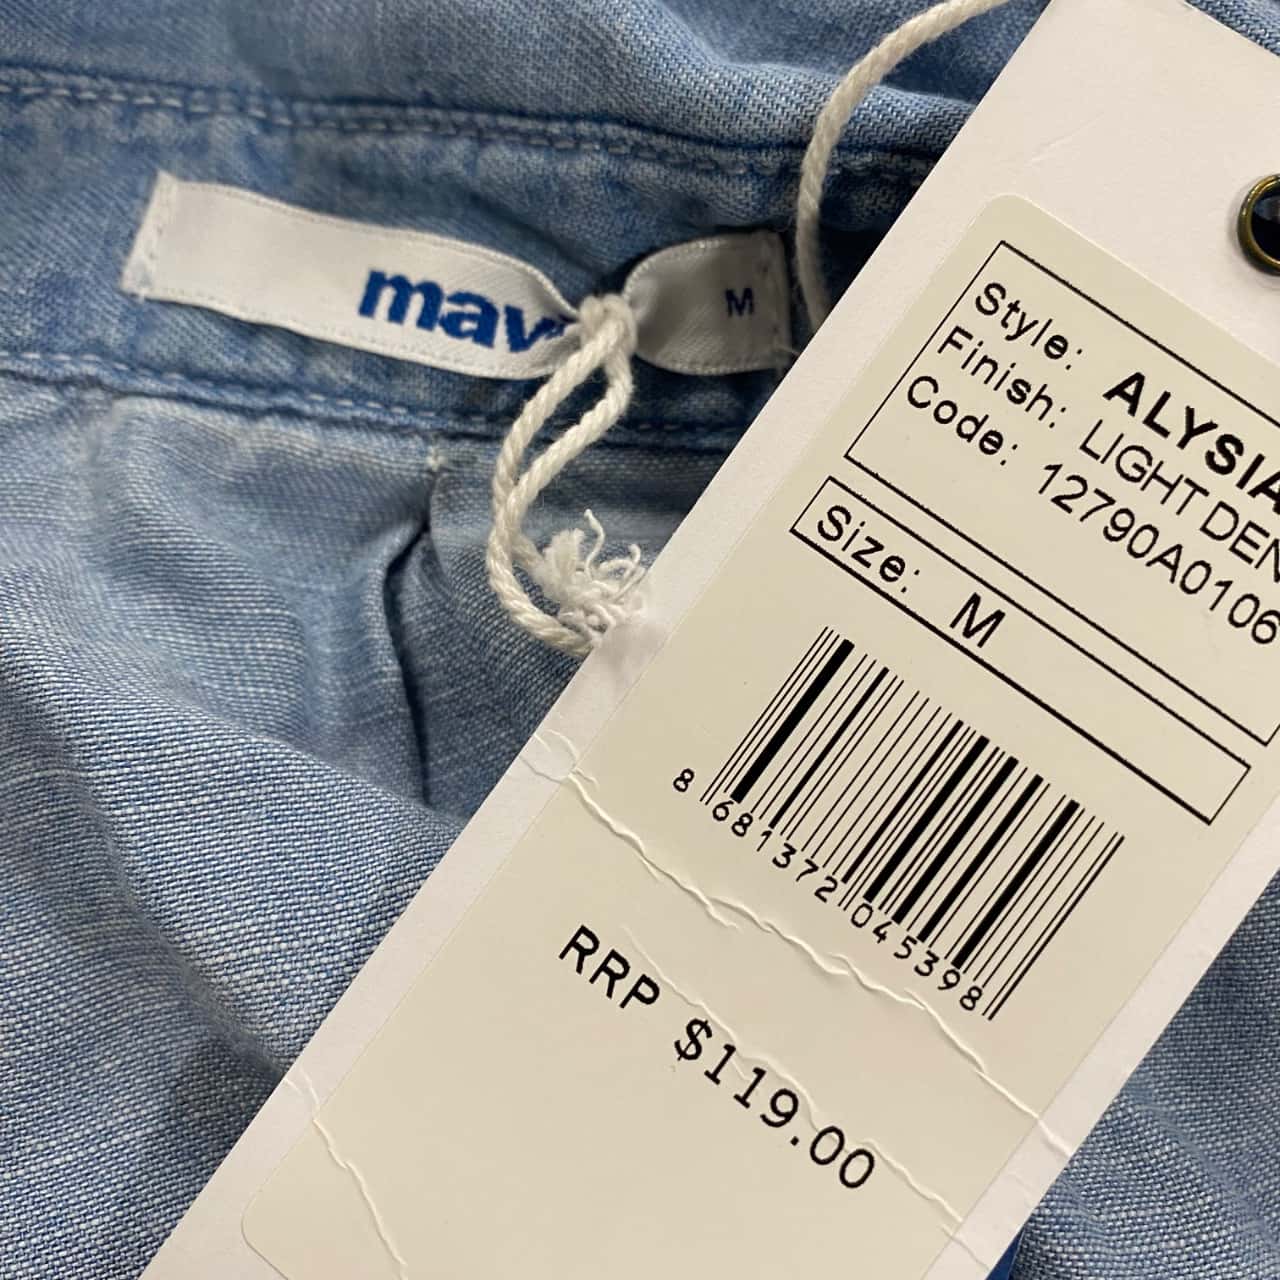 mav
M
Style: ALYSIA
Finish: LIGHT DEN
Code: 12790A0106
Size: M
8 681372 045398
RRP $119.00